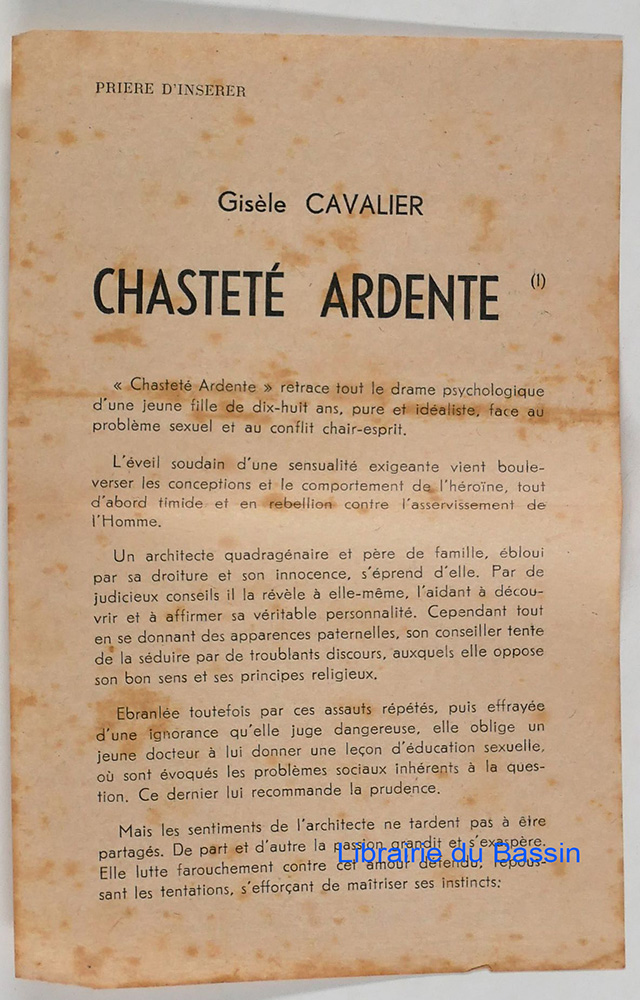 PRIERE D'INSERER
Gisèle CAVALIER
CHASTETÉ ARDENTE (1)
« Chasteté Ardente » retrace tout le drame psychologique
d'une jeune fille de dix-huit ans, pure et idéaliste, face au
problème sexuel et au conflit chair-esprit.
L'éveil soudain d'une sensualité exigeante vient boule-
verser les conceptions et le comportement de l'héroïne, tout
d'abord timide et en rebellion contre l'asservissement de
l'Homme.
Un architecte quadragénaire et père de famille, ébloui
par sa droiture et son innocence, s'éprend d'elle. Par de
judicieux conseils il la révèle à elle-même, l'aidant à décou-
vrir et à affirmer sa véritable personnalité. Cependant tout
en se donnant des apparences paternelles, son conseiller tente
de la séduire par de troublants discours, auxquels elle oppose
son bon sens et ses principes religieux.
Ebranlée toutefois par ces assauts répétés, puis effrayée
d'une ignorance qu'elle juge dangereuse, elle oblige un
jeune docteur à lui donner une leçon d'éducation sexuelle,
où sont évoqués les problèmes sociaux inhérents à la ques-
tion. Ce dernier lui recommande la prudence.
Mais les sentiments de l'architecte ne tardent pas à être
partagés. De part et d'autre la passion grandit et s'exaspère.
Librairie du Bassin
Elle lutte farouchement contre cet amour défendu, repous-
sant les tentations, s'efforçant de maîtriser ses instincts: